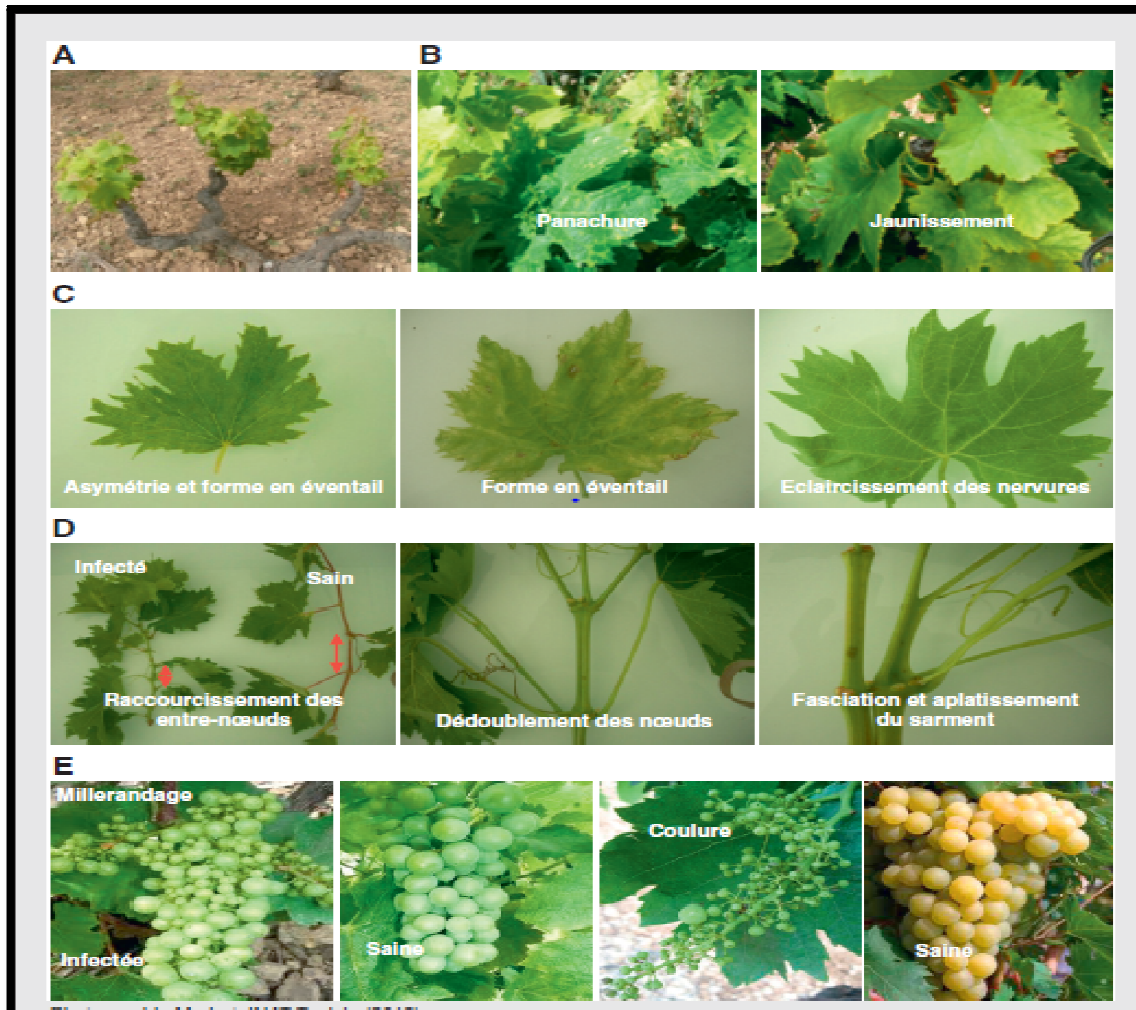 A
B
Panachure
Jaunissement
C
Asymétrie et forme en éventail
Forme en éventail
Eclaircissement des nervures
D
Infecté
Sain
Raccourcissement des
entre-nœuds
Dédoublement des nœuds
Fasciation et aplatissement
du sarment
E
Millerandage
Infectée
Saine
Coulure
Saine